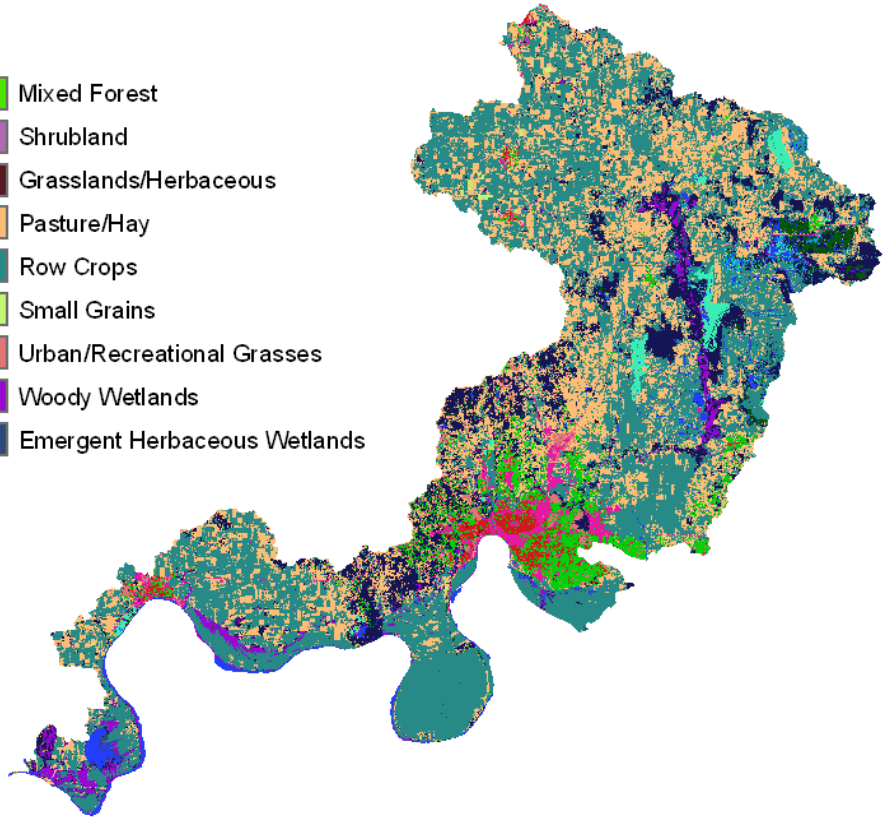 Mixed Forest
Shrubland
Grasslands/Herbaceous
Pasture/Hay
Row Crops
Small Grains
Urban/Recreational Grasses
Woody Wetlands
Emergent Herbaceous Wetlands